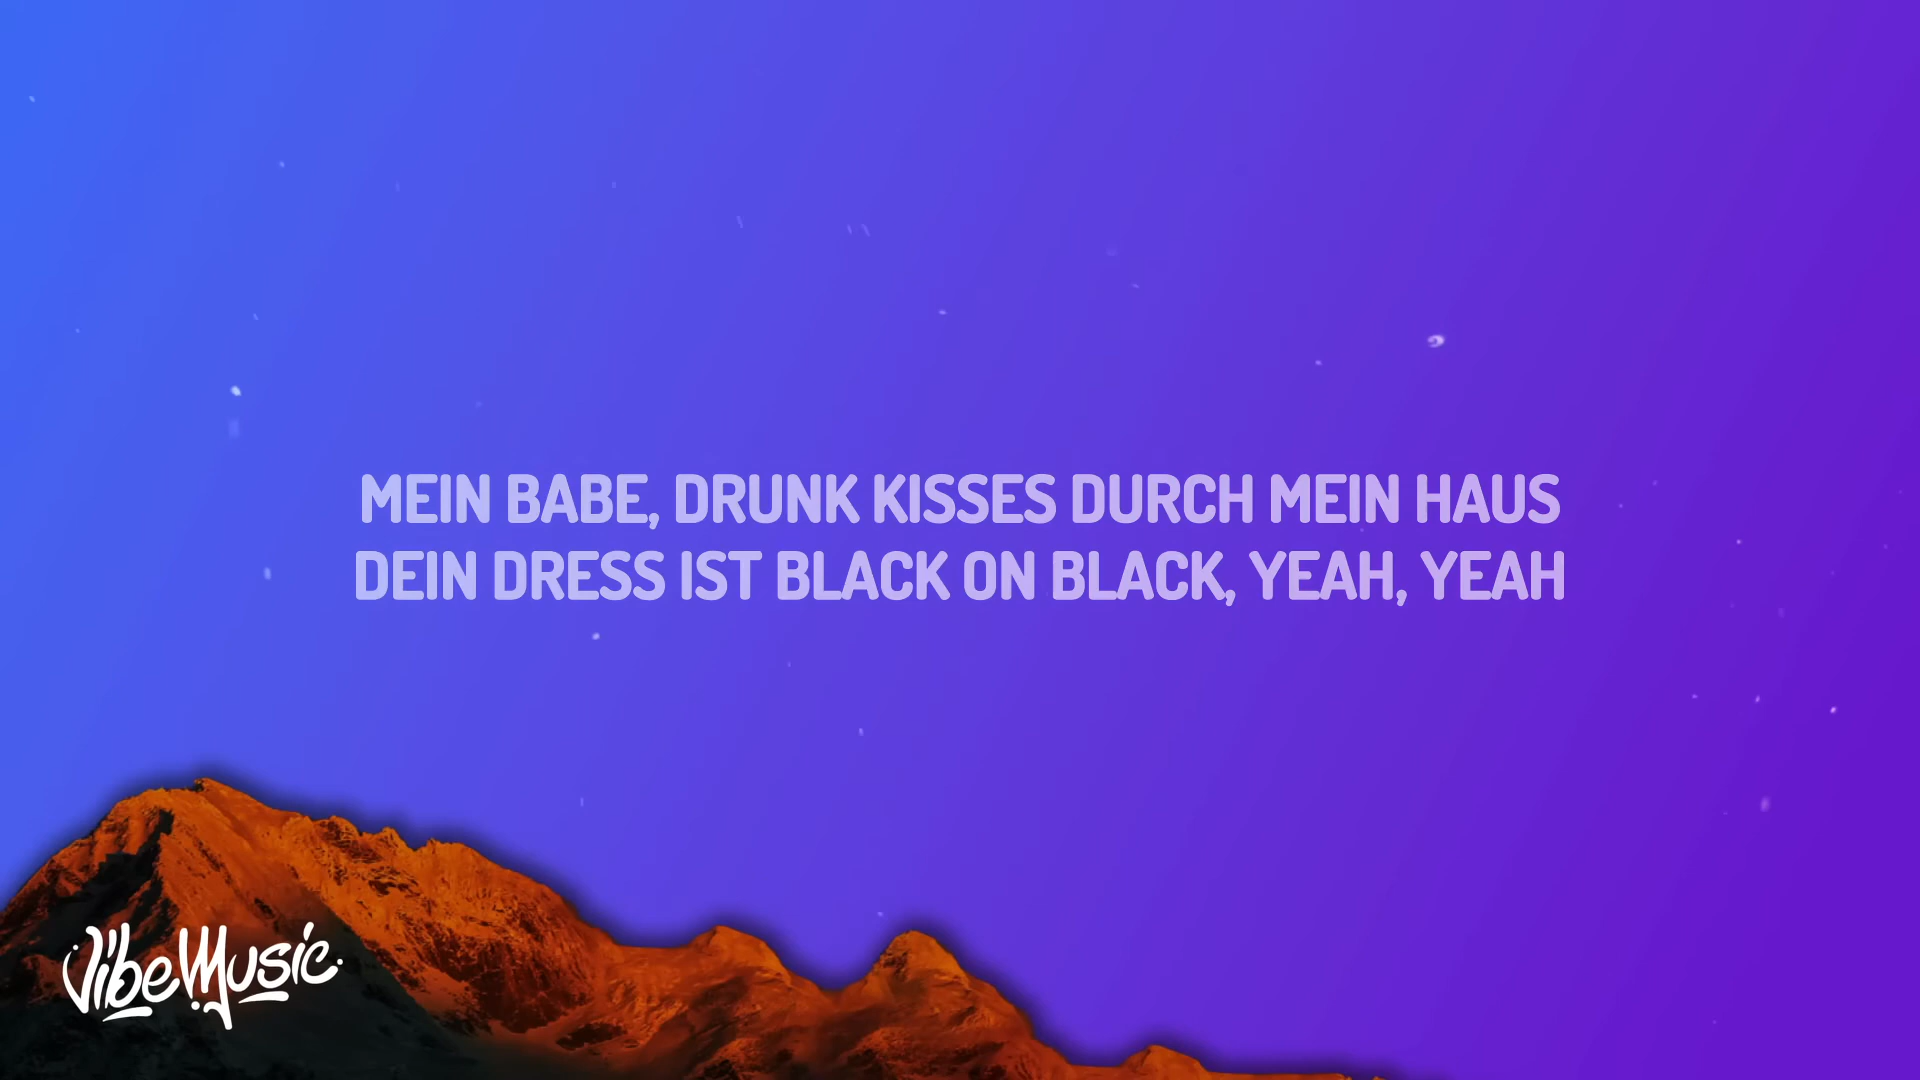 MEIN BABE, DRUNK KISSES DURCH MEIN HAUS
DEIN DRESS IST BLACK ON BLACK, YEAH, YEAH
VibeMusic